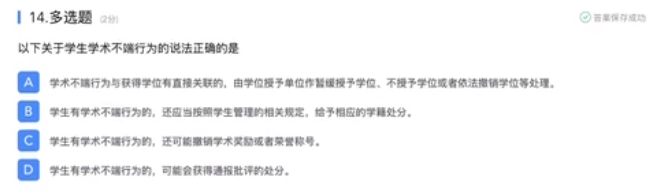 14.多选题 (2分)
答案保存成功
以下关于学生学术不端行为的说法正确的是
A 学术不端行为与获得学位有直接关联的，由学位授予单位作暂缓授予学位、不授予学位或者依法撤销学位等处理。
B 学生有学术不端行为的，还应当按照学生管理的相关规定，给予相应的学籍处分。
C 学生有学术不端行为的，还可能撤销学术奖励或者荣誉称号。
D 学生有学术不端行为的，可能会获得通报批评的处分。